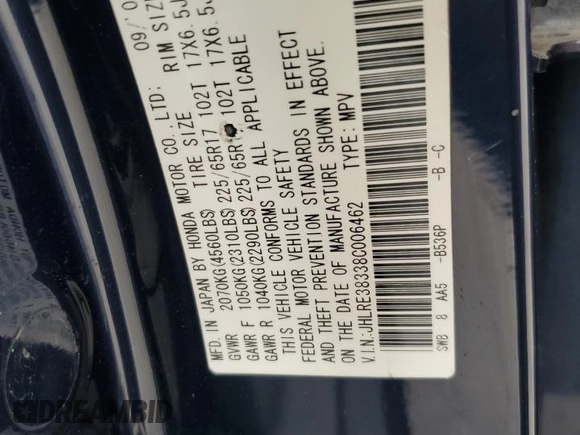 MFD. IN JAPAN BY HONDA MOTOR CO., LTD: 09/0
TIRE SIZE RIM SIZE
GVWR 2070KG(4560LBS)
GAWR F 1050KG(2310LBS) 225/65R17 102T 17X6.5J
GAWR R 1040KG(2290LBS) 225/65R17 102T 17X6.5J
THIS VEHICLE CONFORMS TO ALL APPLICABLE
FEDERAL MOTOR VEHICLE SAFETY
AND THEFT PREVENTION STANDARDS IN EFFECT
ON THE DATE OF MANUFACTURE SHOWN ABOVE.
V.I.N:JHLRE38338C006462 TYPE: MPV
SWB 8 AA5 -B536P -B -C
DREAMBID